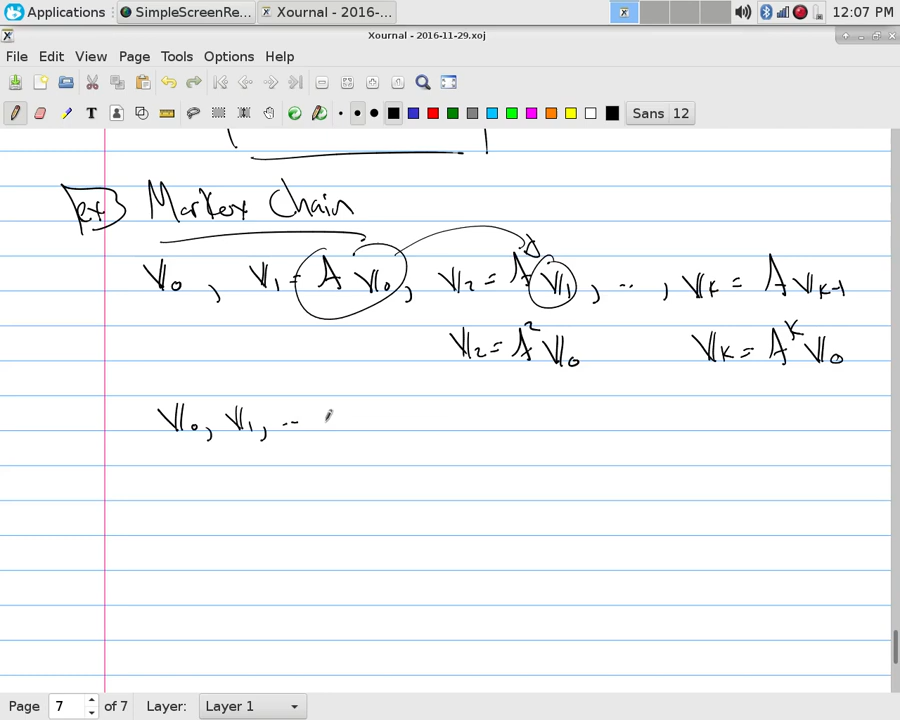 Applications SimpleScreenRe... Xournal - 2016-... 12:07 PM
Xournal - 2016-11-29.xoj
File Edit View Page Tools Options Help
Sans 12
Ex Markov Chain
V₀ , V₁ = A V₀ , V₂ = A V₁ , ... , Vₖ = A Vₖ₋₁
V₂ = A² V₀ Vₖ = Aᵏ V₀
V₀, V₁, ...
Page 7 of 7 Layer: Layer 1